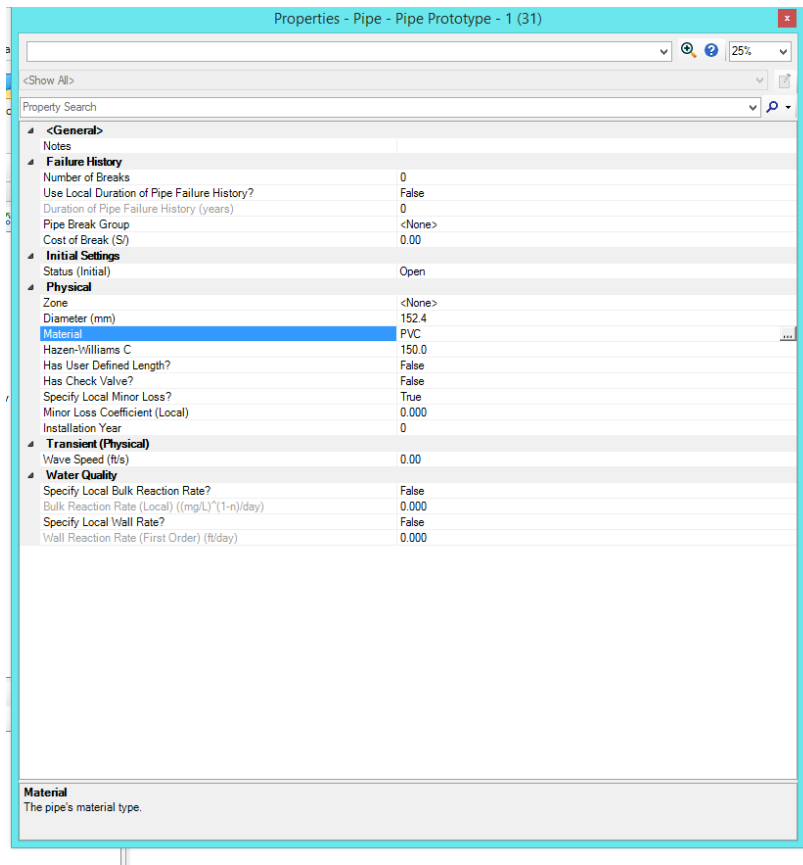 Properties - Pipe - Pipe Prototype - 1 (31)
x
25%
<Show All>
Property Search
<General>
Notes
Failure History
Number of Breaks 0
Use Local Duration of Pipe Failure History? False
Duration of Pipe Failure History (years) 0
Pipe Break Group <None>
Cost of Break (S/) 0.00
Initial Settings
Status (Initial) Open
Physical
Zone <None>
Diameter (mm) 152.4
Material PVC ...
Hazen-Williams C 150.0
Has User Defined Length? False
Has Check Valve? False
Specify Local Minor Loss? True
Minor Loss Coefficient (Local) 0.000
Installation Year 0
Transient (Physical)
Wave Speed (ft/s) 0.00
Water Quality
Specify Local Bulk Reaction Rate? False
Bulk Reaction Rate (Local) ((mg/L)^(1-n)/day) 0.000
Specify Local Wall Rate? False
Wall Reaction Rate (First Order) (ft/day) 0.000
Material
The pipe's material type.